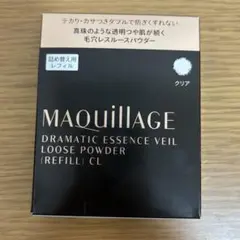 テカリ・カサつきダブルで防ぎくずれない
真珠のような透明つや肌が続く
毛穴レスルースパウダー
詰め替え用
レフィル
クリア
MAQuillAGE
DRAMATIC ESSENCE VEIL
LOOSE POWDER
(REFILL) CL